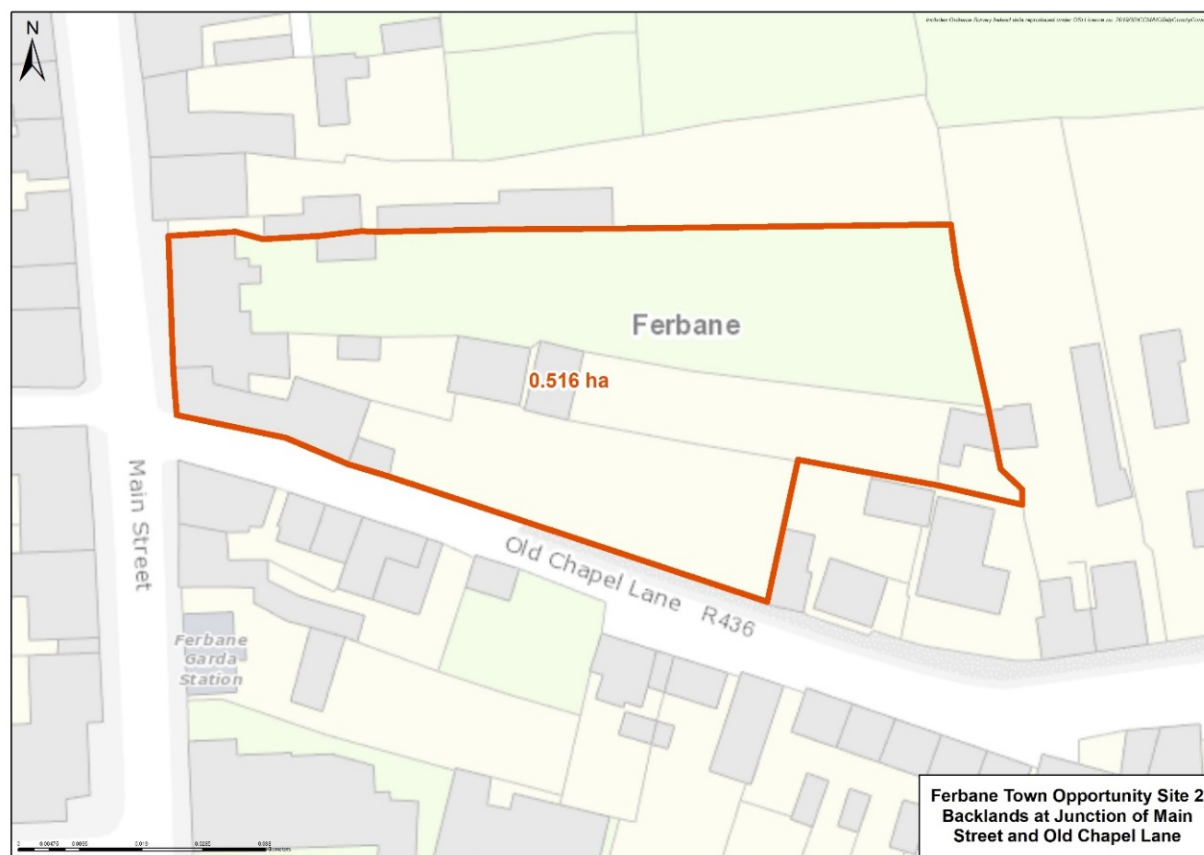 N
Ferbane
0.516 ha
Main Street
Old Chapel Lane R436
Ferbane
Garda
Station
Ferbane Town Opportunity Site 2
Backlands at Junction of Main
Street and Old Chapel Lane